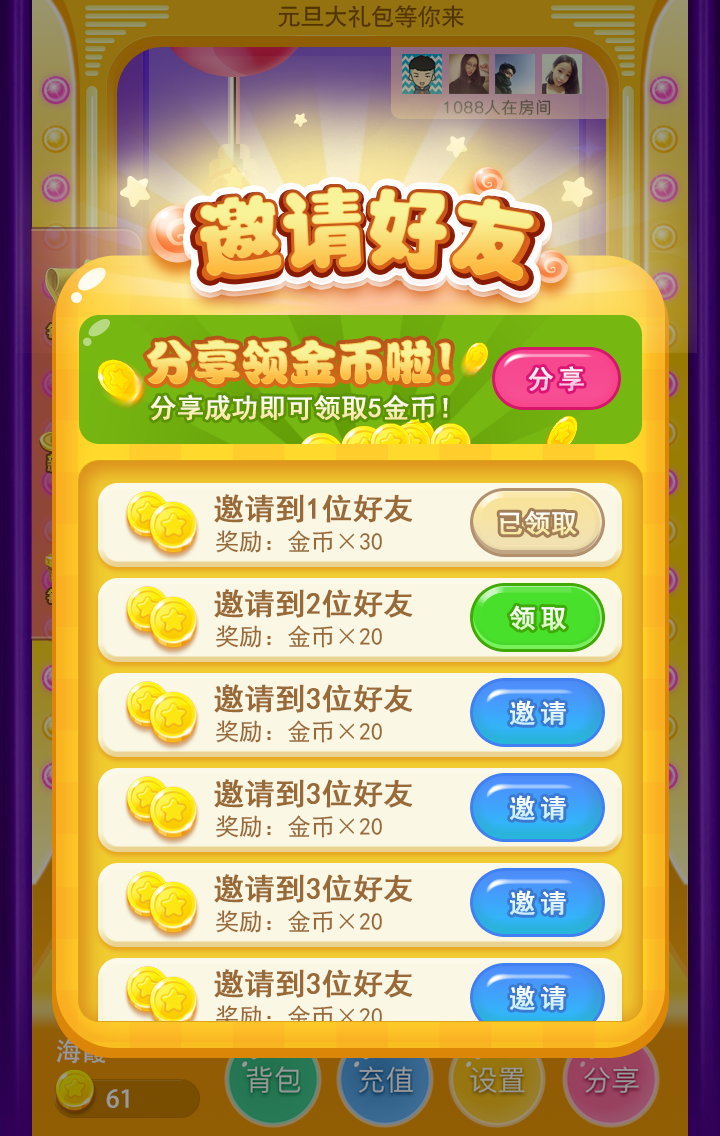 元旦大礼包等你来
1088人在房间
邀请好友
分享领金币啦!
分享成功即可领取5金币!
分享
邀请到1位好友
奖励：金币×30
已领取
邀请到2位好友
奖励：金币×20
领取
邀请到3位好友
奖励：金币×20
邀请
邀请到3位好友
奖励：金币×20
邀请
邀请到3位好友
奖励：金币×20
邀请
邀请到3位好友
奖励：金币×20
邀请
海霞
61
背包
充值
设置
分享